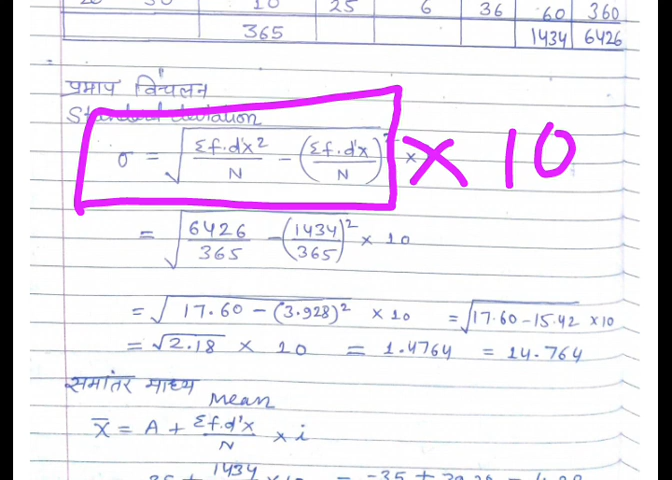 10 25 6 36 60 360
365 1434 6426
प्रमाप विचलन
Standard deviation
σ = √(Σf.d'x²/N - (Σf.d'x/N)²) × × 10
= √(6426/365 - (1434/365)²) × 10
= √(17.60 - (3.928)²) × 10 = √(17.60 - 15.42) × 10
= √2.18 × 10 = 1.4764 = 14.764
समांतर माध्य
Mean
X̄ = A + Σf.d'x/N × i
1434